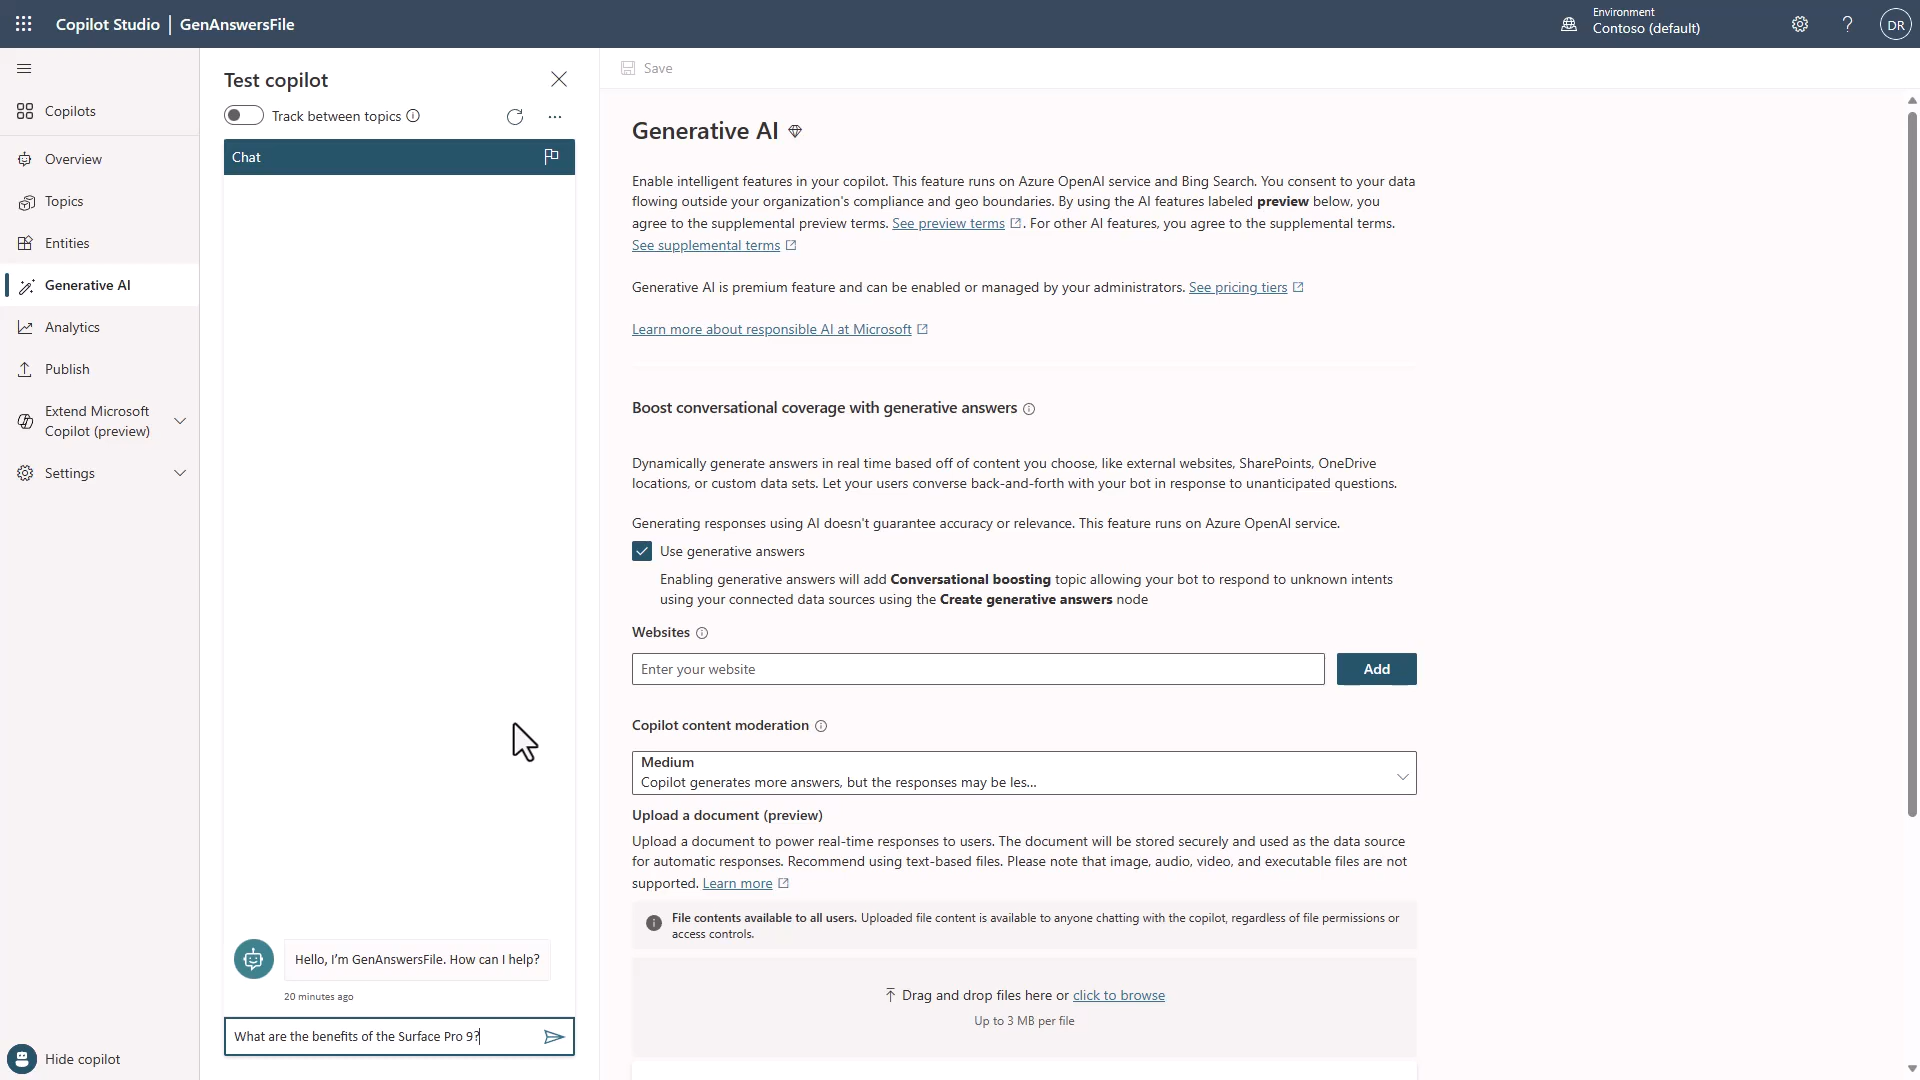 Copilot Studio | GenAnswersFile
Environment
Contoso (default)
?
DR
Copilots
Overview
Topics
Entities
Generative AI
Analytics
Publish
Extend Microsoft
Copilot (preview)
Settings
Hide copilot
Test copilot
Track between topics
Chat
Hello, I'm GenAnswersFile. How can I help?
20 minutes ago
What are the benefits of the Surface Pro 9?
Save
Generative AI
Enable intelligent features in your copilot. This feature runs on Azure OpenAI service and Bing Search. You consent to your data
flowing outside your organization's compliance and geo boundaries. By using the AI features labeled preview below, you
agree to the supplemental preview terms. See preview terms . For other AI features, you agree to the supplemental terms.
See supplemental terms
Generative AI is premium feature and can be enabled or managed by your administrators. See pricing tiers
Learn more about responsible AI at Microsoft
Boost conversational coverage with generative answers
Dynamically generate answers in real time based off of content you choose, like external websites, SharePoints, OneDrive
locations, or custom data sets. Let your users converse back-and-forth with your bot in response to unanticipated questions.
Generating responses using AI doesn't guarantee accuracy or relevance. This feature runs on Azure OpenAI service.
Use generative answers
Enabling generative answers will add Conversational boosting topic allowing your bot to respond to unknown intents
using your connected data sources using the Create generative answers node
Websites
Enter your website
Add
Copilot content moderation
Medium
Copilot generates more answers, but the responses may be les...
Upload a document (preview)
Upload a document to power real-time responses to users. The document will be stored securely and used as the data source
for automatic responses. Recommend using text-based files. Please note that image, audio, video, and executable files are not
supported. Learn more
File contents available to all users. Uploaded file content is available to anyone chatting with the copilot, regardless of file permissions or
access controls.
Drag and drop files here or click to browse
Up to 3 MB per file